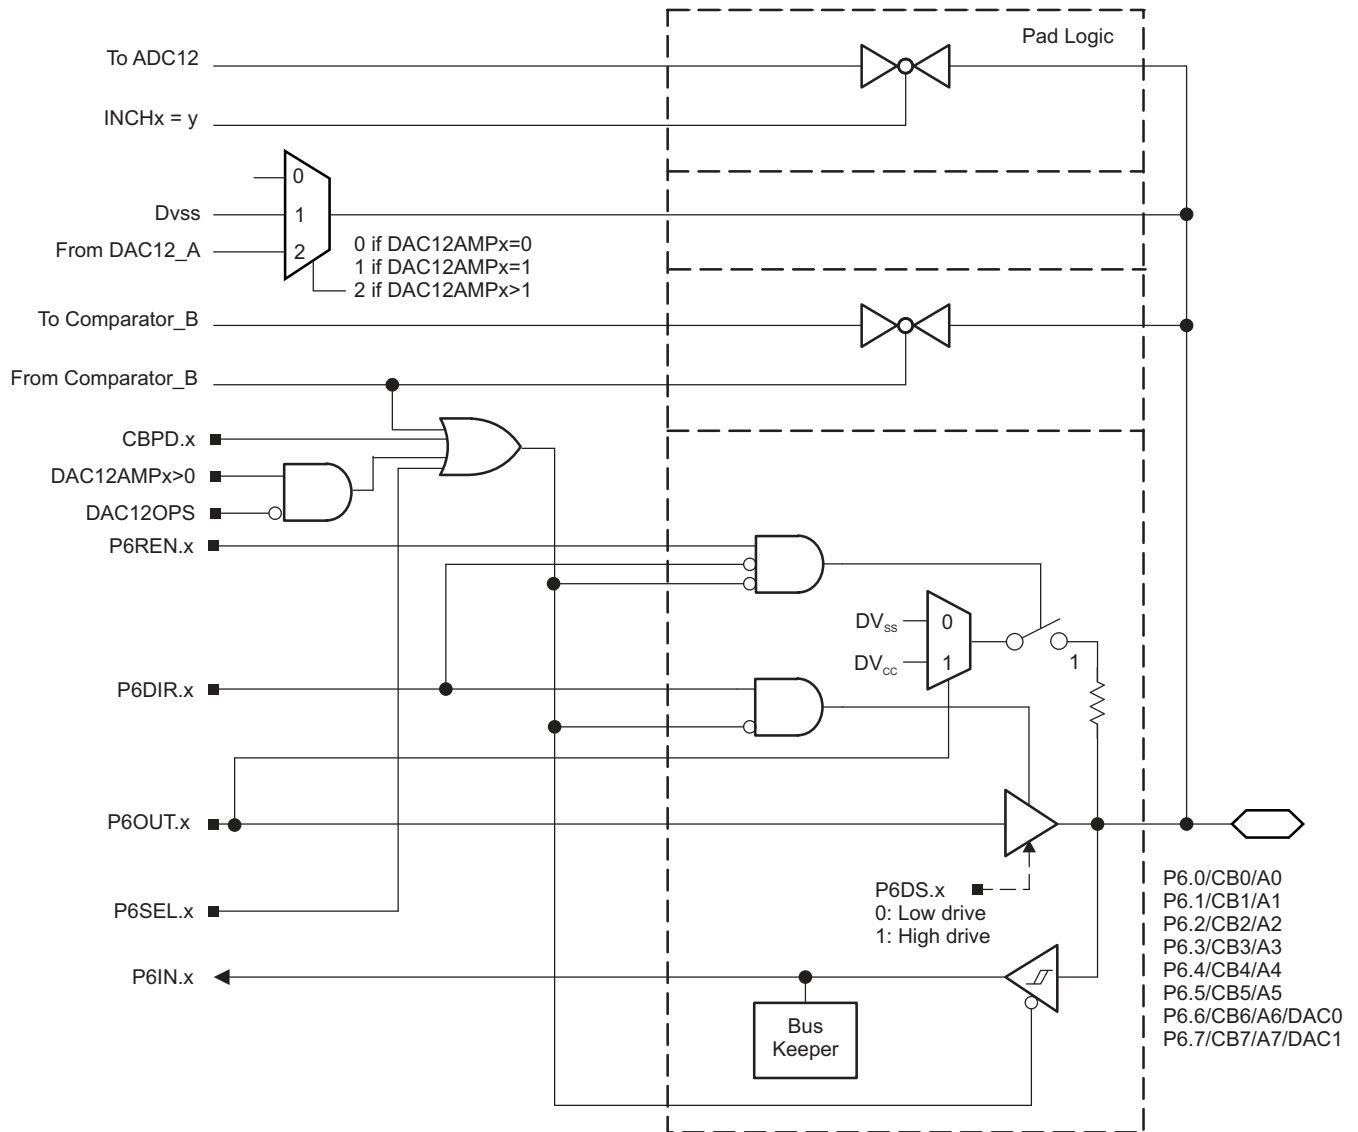 Pad Logic
To ADC12
INCHx = y
0
Dvss
1
From DAC12_A
2
0 if DAC12AMPx=0
1 if DAC12AMPx=1
2 if DAC12AMPx>1
To Comparator_B
From Comparator_B
CBPD.x
DAC12AMPx>0
DAC12OPS
P6REN.x
DVSS
0
DVCC
1
1
P6DIR.x
P6OUT.x
P6DS.x
0: Low drive
1: High drive
P6SEL.x
P6IN.x
Bus
Keeper
P6.0/CB0/A0
P6.1/CB1/A1
P6.2/CB2/A2
P6.3/CB3/A3
P6.4/CB4/A4
P6.5/CB5/A5
P6.6/CB6/A6/DAC0
P6.7/CB7/A7/DAC1